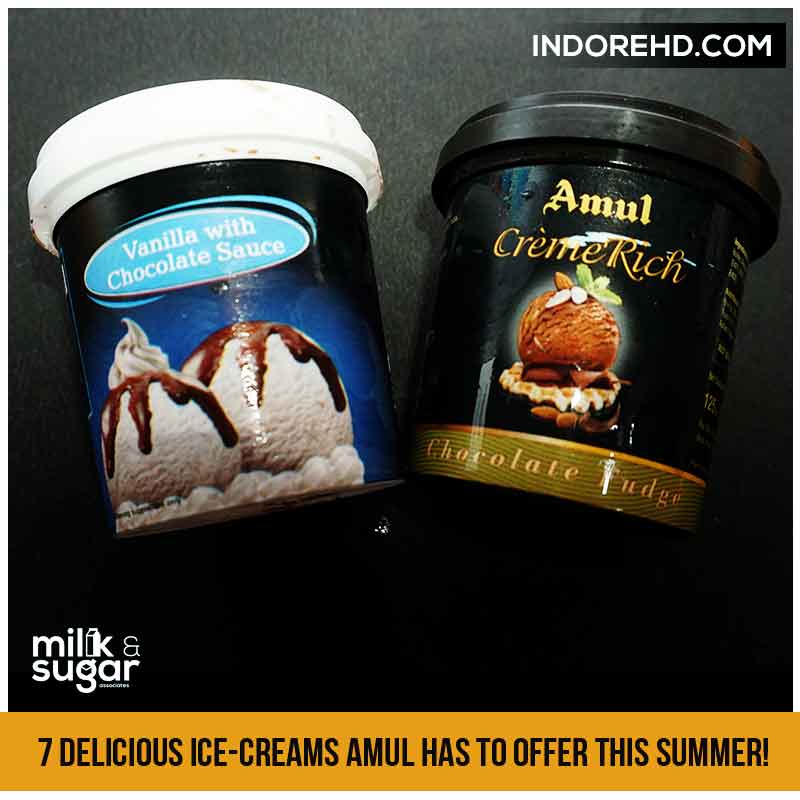 INDOREHD.COM
Vanilla with
Chocolate Sauce
Amul
CrèmeRich
Chocolate Fudge
125
milk &
sugar
associates
7 DELICIOUS ICE-CREAMS AMUL HAS TO OFFER THIS SUMMER!